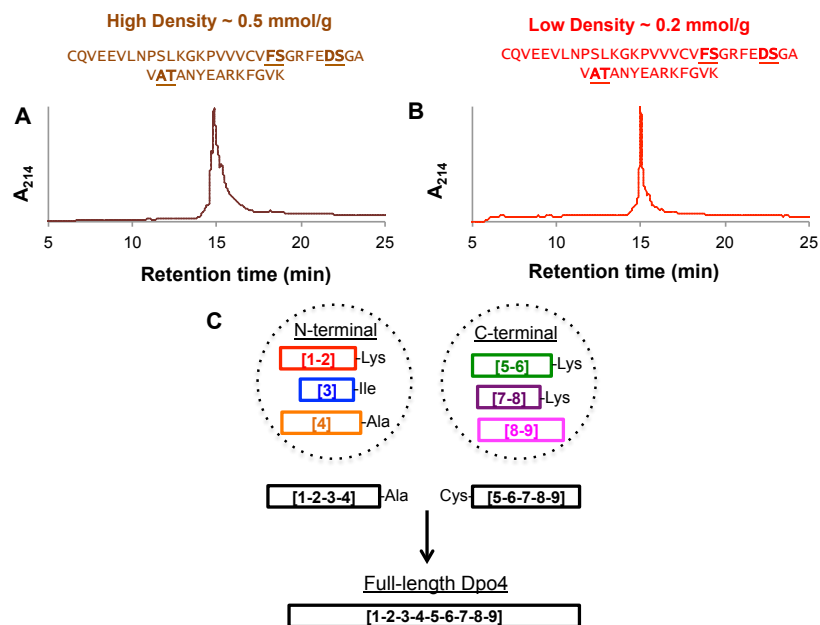 High Density ~ 0.5 mmol/g
CQVEEVLNPSLKGKPVVVCVFSGRFEDSGA
VATANYEARKFGVK
Low Density ~ 0.2 mmol/g
CQVEEVLNPSLKGKPVVVCVFSGRFEDSGA
VATANYEARKFGVK
A
A214
5 10 15 20 25
Retention time (min)
B
A214
5 10 15 20 25
Retention time (min)
C
N-terminal
[1-2] -Lys
[3] -Ile
[4] -Ala
C-terminal
[5-6] -Lys
[7-8] -Lys
[8-9]
[1-2-3-4] -Ala
Cys- [5-6-7-8-9]
Full-length Dpo4
[1-2-3-4-5-6-7-8-9]